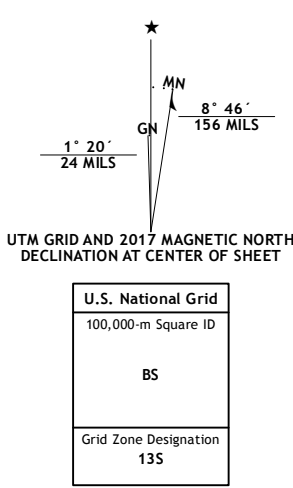 ★
MN
GN
8° 46´
156 MILS
1° 20´
24 MILS
UTM GRID AND 2017 MAGNETIC NORTH
DECLINATION AT CENTER OF SHEET
U.S. National Grid
100,000-m Square ID
BS
Grid Zone Designation
13S